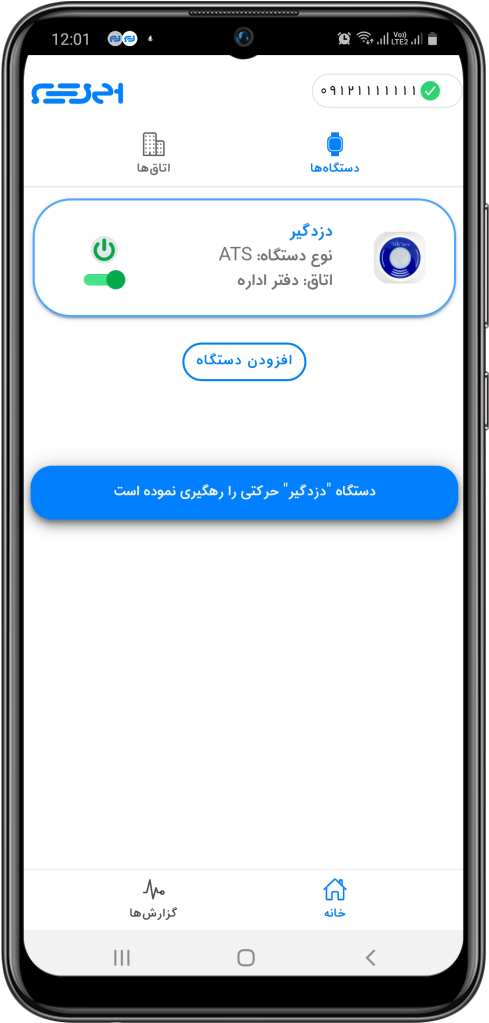 12:01
Vo)) LTE2
۰۹۱۲۱۱۱۱۱۱۱
دستگاه‌ها
اتاق‌ها
دزدگیر
نوع دستگاه: ATS
اتاق: دفتر اداره
افزودن دستگاه
دستگاه "دزدگیر" حرکتی را رهگیری نموده است
خانه
گزارش‌ها